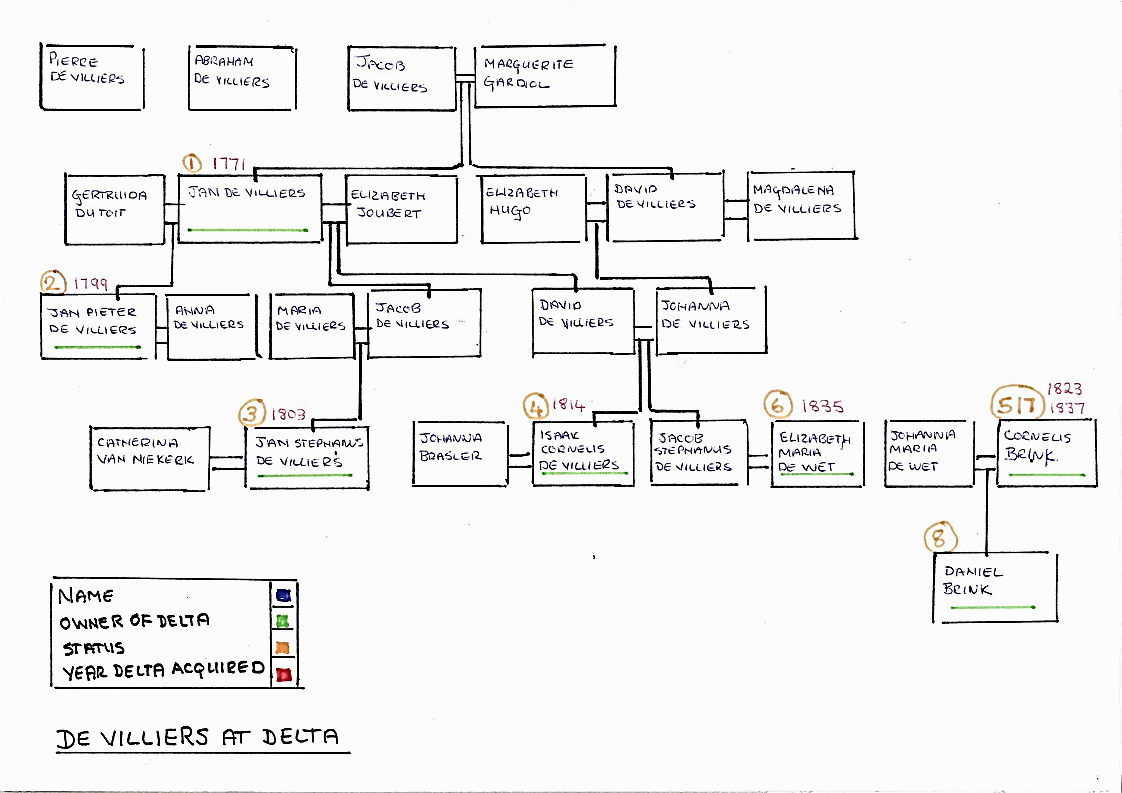 PIERCE
DE VILLIERS
ABRAHAM
DE VILLIERS
JACOB
DE VILLIERS
MARGUERITE
GARDIOL
1 1771
GERTRUIDA
DU TOIT
JAN DE VILLIERS
ELIZABETH
JOUBERT
ELIZABETH
HUGO
DAVID
DE VILLIERS
MAGDALENA
DE VILLIERS
2 1799
JAN PIETER
DE VILLIERS
ANNA
DE VILLIERS
MARIA
DE VILLIERS
JACOB
DE VILLIERS
DAVID
DE VILLIERS
JOHANNA
DE VILLIERS
3 1803
4 1814
6 1835
5/7 1823
1837
CATHERINA
VAN NIEKERK
JAN STEPHANUS
DE VILLIERS
JOHANNA
BRASLER
ISAAK
CORNELIS
DE VILLIERS
JACOB
STEPHANUS
DE VILLIERS
ELIZABETH
MARIA
DE WET
JOHANNA
MARIA
DE WET
CORNELIS
BRINK.
8
DANIEL
BRINK
NAME
OWNER OF DELTA
STATUS
YEAR DELTA ACQUIRED
DE VILLIERS AT DELTA